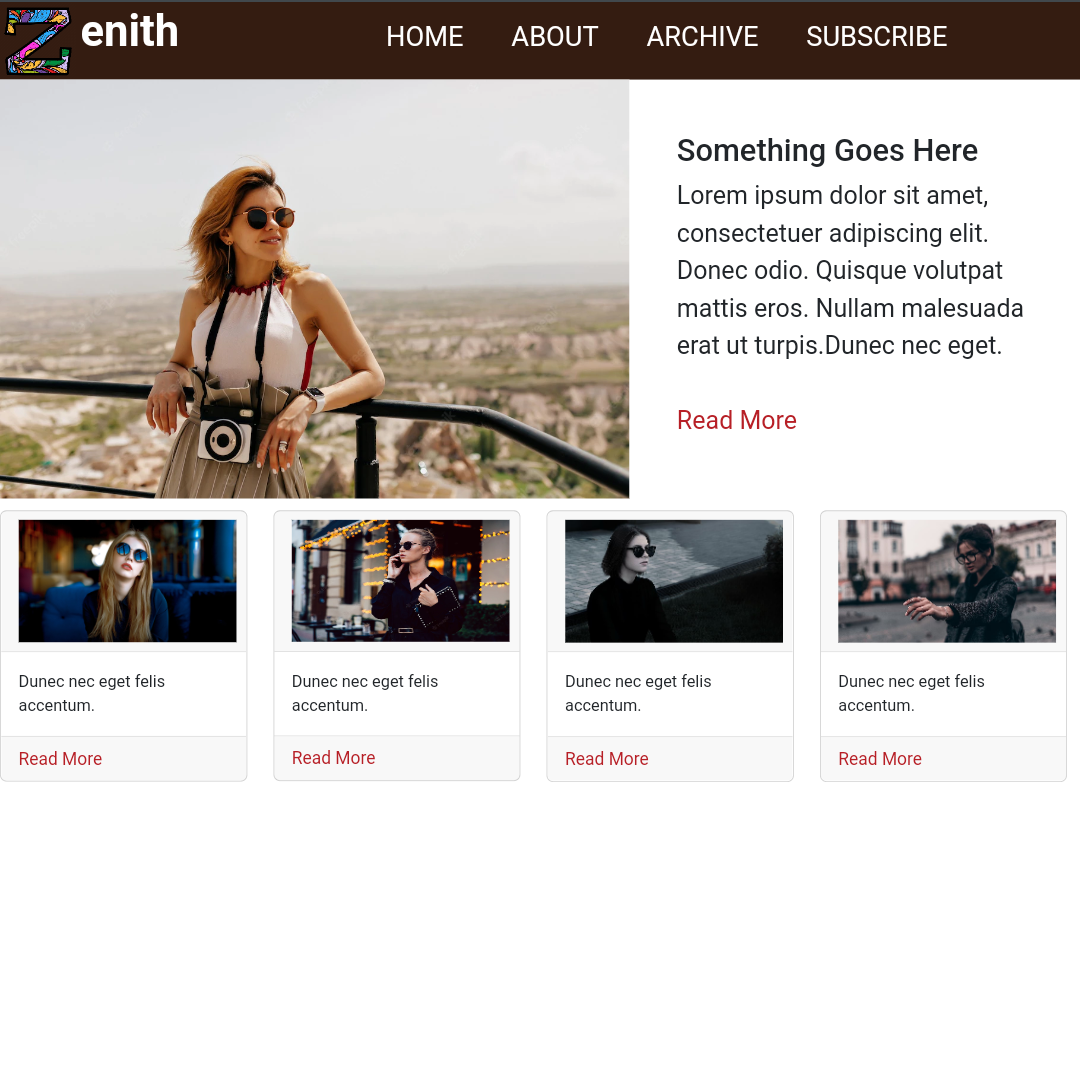 Zenith
HOME ABOUT ARCHIVE SUBSCRIBE
Something Goes Here
Lorem ipsum dolor sit amet,
consectetuer adipiscing elit.
Donec odio. Quisque volutpat
mattis eros. Nullam malesuada
erat ut turpis.Dunec nec eget.
Read More
Dunec nec eget felis
accentum.
Read More
Dunec nec eget felis
accentum.
Read More
Dunec nec eget felis
accentum.
Read More
Dunec nec eget felis
accentum.
Read More